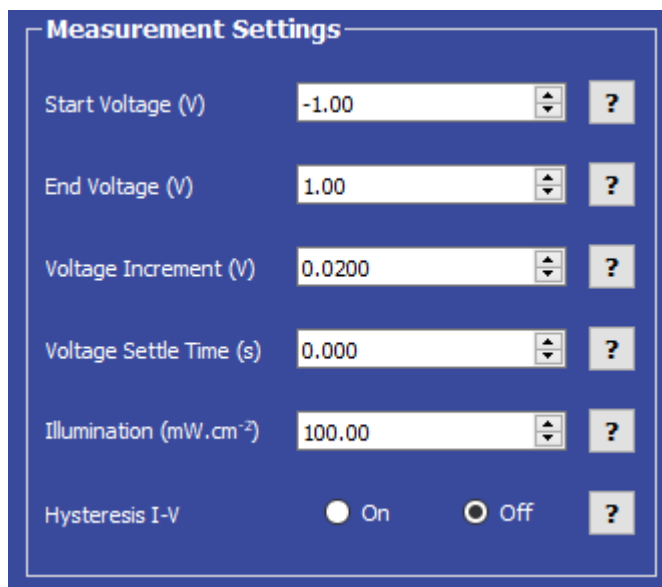 Measurement Settings
Start Voltage (V) -1.00 ?
End Voltage (V) 1.00 ?
Voltage Increment (V) 0.0200 ?
Voltage Settle Time (s) 0.000 ?
Illumination (mW.cm⁻²) 100.00 ?
Hysteresis I-V On Off ?